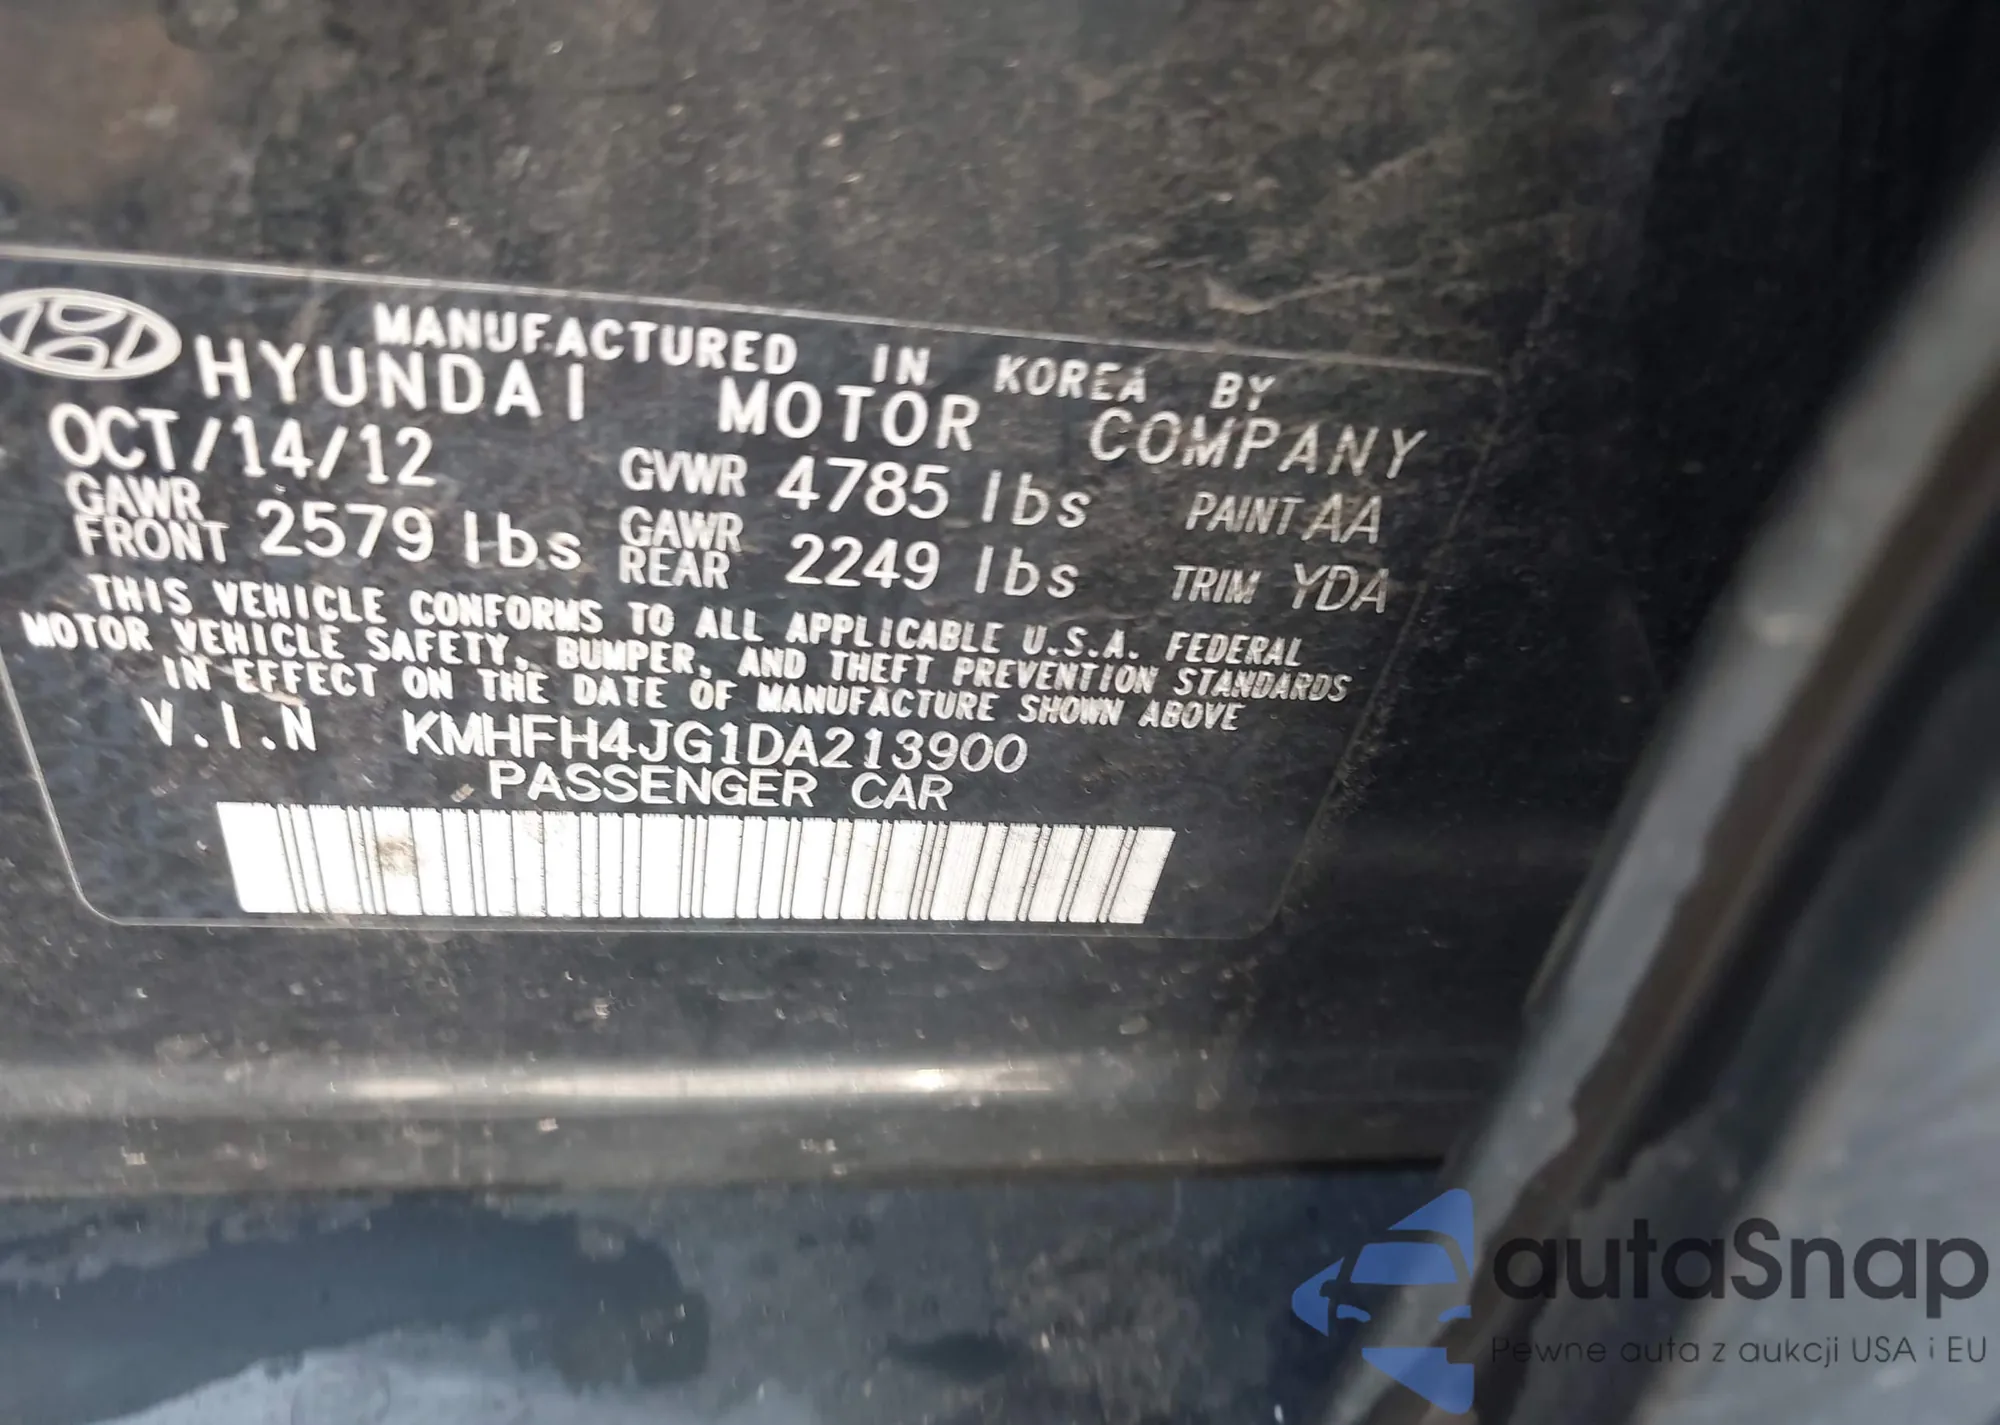 MANUFACTURED IN KOREA BY
HYUNDAI MOTOR COMPANY
OCT/14/12 GVWR 4785 lbs PAINT AA
GAWR FRONT 2579 lbs GAWR REAR 2249 lbs TRIM YDA
THIS VEHICLE CONFORMS TO ALL APPLICABLE U.S.A. FEDERAL
MOTOR VEHICLE SAFETY, BUMPER, AND THEFT PREVENTION STANDARDS
IN EFFECT ON THE DATE OF MANUFACTURE SHOWN ABOVE
V.I.N KMHFH4JG1DA213900
PASSENGER CAR
autaSnap
Pewne auta z aukcji USA i EU